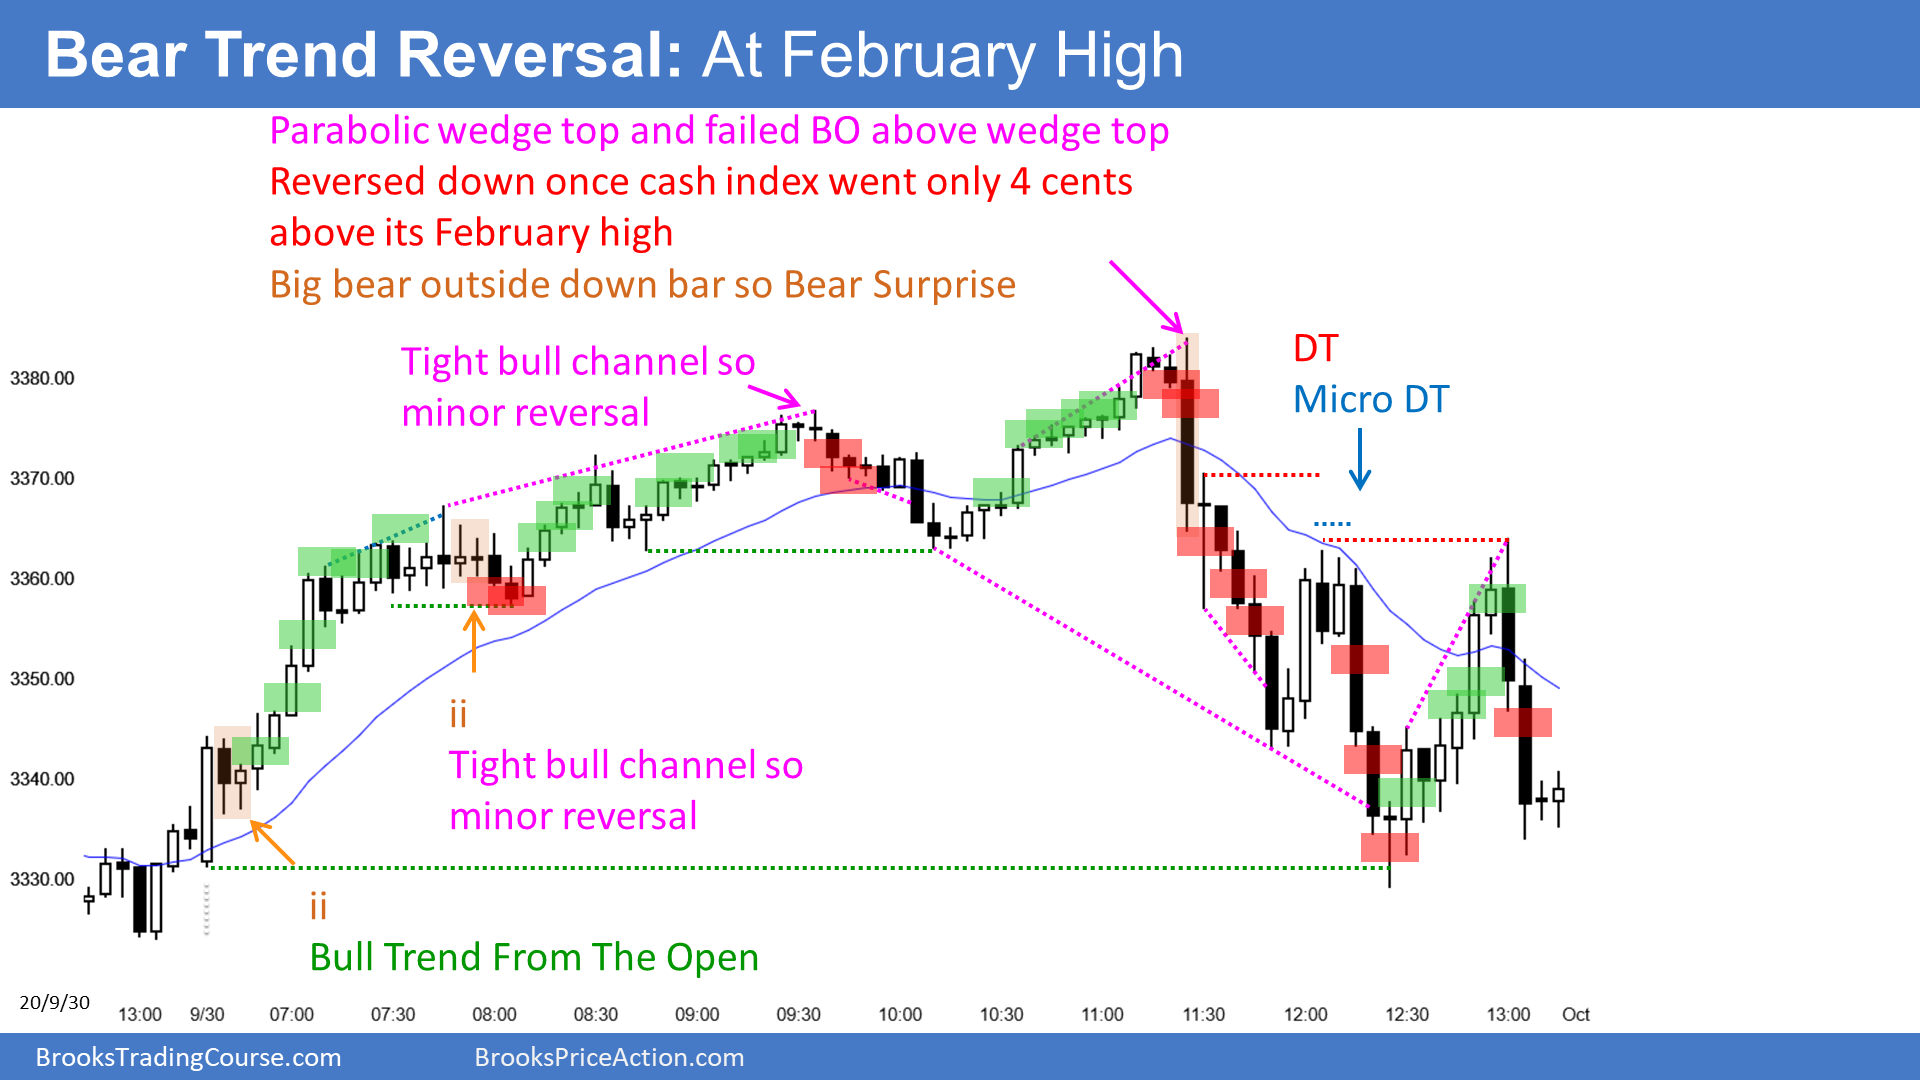 Bear Trend Reversal: At February High
Parabolic wedge top and failed BO above wedge top
Reversed down once cash index went only 4 cents
above its February high
Big bear outside down bar so Bear Surprise
Tight bull channel so
minor reversal
DT
Micro DT
3380.00
3370.00
3360.00
3350.00
3340.00
3330.00
ii
Tight bull channel so
minor reversal
ii
Bull Trend From The Open
20/9/30
13:00 9/30 07:00 07:30 08:00 08:30 09:00 09:30 10:00 10:30 11:00 11:30 12:00 12:30 13:00 Oct
BrooksTradingCourse.com BrooksPriceAction.com